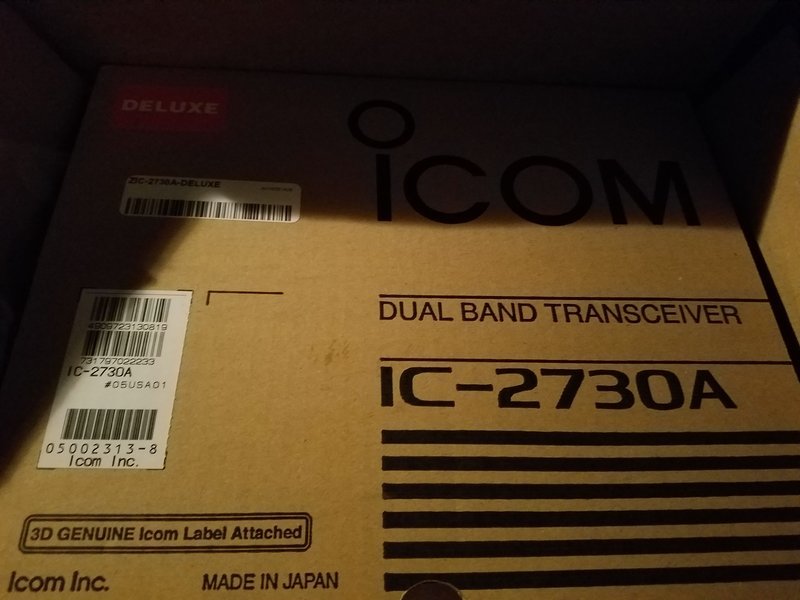 DELUXE
iCOM
ZIC-2730A-DELUXE
DUAL BAND TRANSCEIVER
4909723130819
731797022233
IC-2730A
#05USA01
IC-2730A
05002313-8
Icom Inc.
3D GENUINE Icom Label Attached
Icom Inc.
MADE IN JAPAN